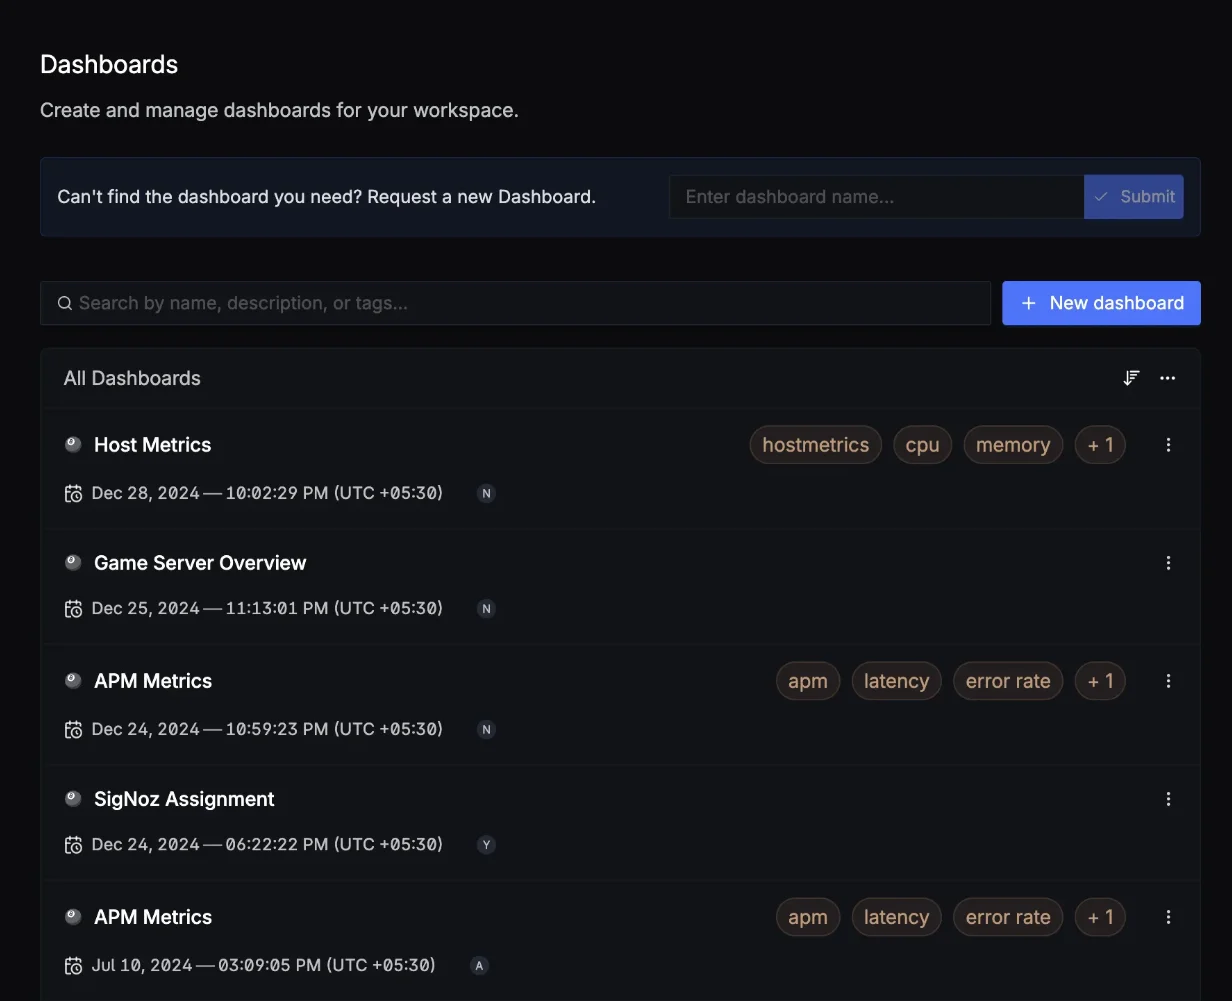 Dashboards
Create and manage dashboards for your workspace.
Can't find the dashboard you need? Request a new Dashboard. Enter dashboard name... Submit
Search by name, description, or tags... New dashboard
All Dashboards
Host Metrics hostmetrics cpu memory + 1
Dec 28, 2024 — 10:02:29 PM (UTC +05:30) N
Game Server Overview
Dec 25, 2024 — 11:13:01 PM (UTC +05:30) N
APM Metrics apm latency error rate + 1
Dec 24, 2024 — 10:59:23 PM (UTC +05:30) N
SigNoz Assignment
Dec 24, 2024 — 06:22:22 PM (UTC +05:30) Y
APM Metrics apm latency error rate + 1
Jul 10, 2024 — 03:09:05 PM (UTC +05:30) A